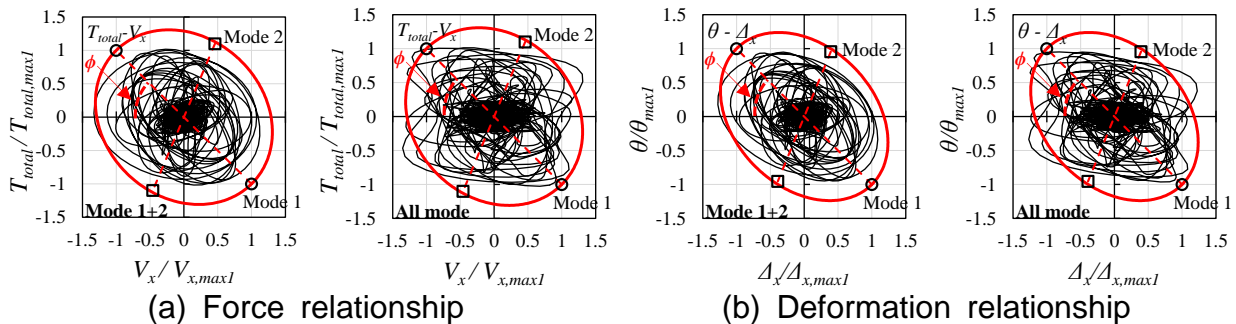 1.5
1
0.5
0
-0.5
-1
-1.5
T_total / T_total,max1
T_total-V_x
Mode 2
ϕ
Mode 1
Mode 1+2
-1.5 -1 -0.5 0 0.5 1 1.5
V_x / V_x,max1
1.5
1
0.5
0
-0.5
-1
-1.5
T_total / T_total,max1
T_total-V_x
Mode 2
ϕ
Mode 1
All mode
-1.5 -1 -0.5 0 0.5 1 1.5
V_x / V_x,max1
(a) Force relationship
1.5
1
0.5
0
-0.5
-1
-1.5
θ/θ_max1
θ - Δ_x
Mode 2
ϕ
Mode 1
Mode 1+2
-1.5 -1 -0.5 0 0.5 1 1.5
Δ_x/Δ_x,max1
1.5
1
0.5
0
-0.5
-1
-1.5
θ/θ_max1
θ - Δ_x
Mode 2
ϕ
Mode 1
All mode
-1.5 -1 -0.5 0 0.5 1 1.5
Δ_x/Δ_x,max1
(b) Deformation relationship